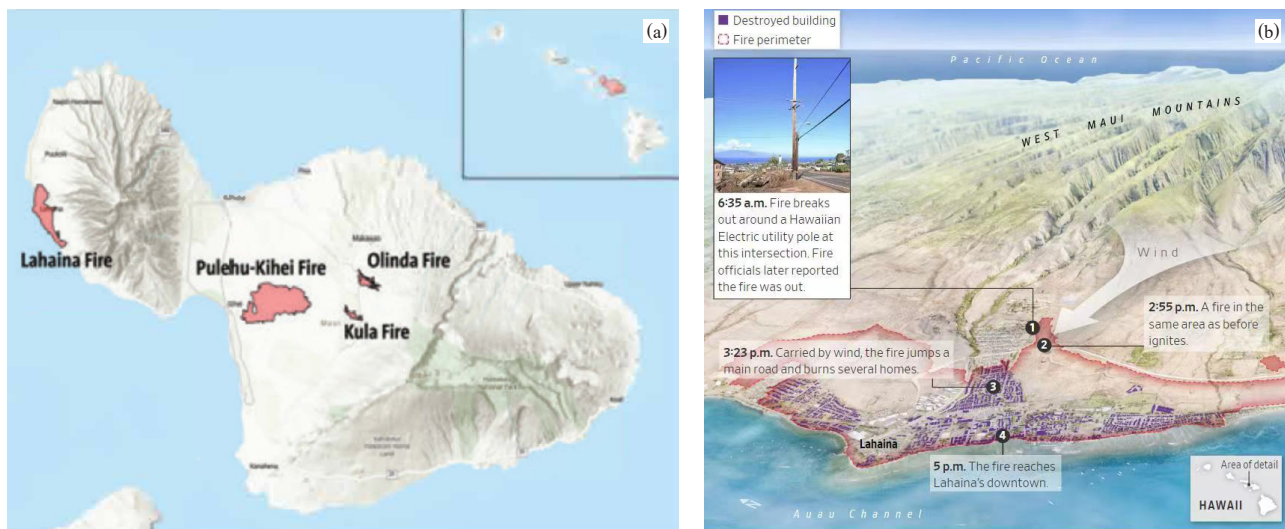 (a)
Lahaina Fire
Pulehu-Kihei Fire
Olinda Fire
Kula Fire
(b)
Destroyed building
Fire perimeter
Pacific Ocean
WEST MAUI MOUNTAINS
6:35 a.m. Fire breaks
out around a Hawaiian
Electric utility pole at
this intersection. Fire
officials later reported
the fire was out.
Wind
2:55 p.m. A fire in the
same area as before
ignites.
1
2
3:23 p.m. Carried by wind, the fire jumps a
main road and burns several homes.
3
Lahaina
4
5 p.m. The fire reaches
Lahaina's downtown.
Area of detail
HAWAII
N
Auau Channel